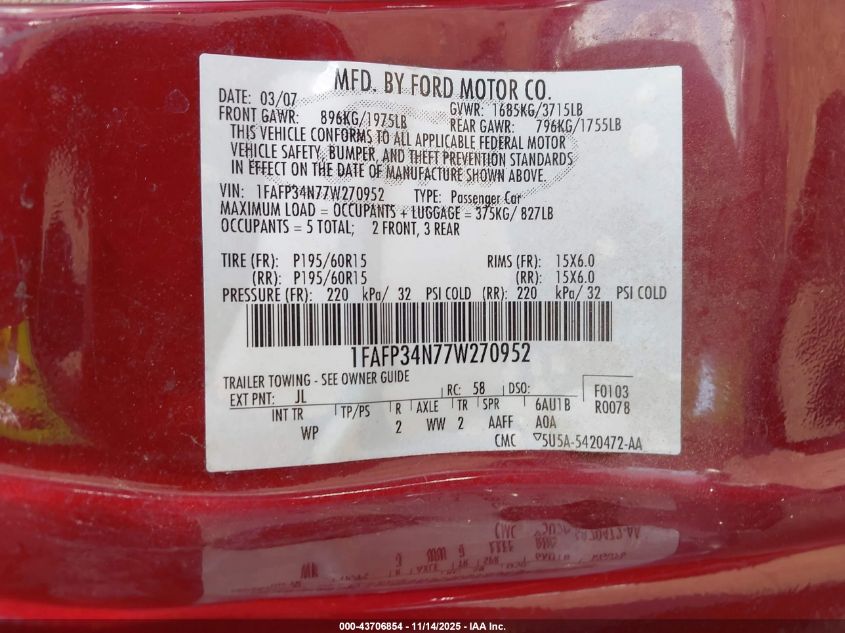 MFD. BY FORD MOTOR CO.
DATE: 03/07 GVWR: 1685KG/3715LB
FRONT GAWR: 896KG/1975LB REAR GAWR: 796KG/1755LB
THIS VEHICLE CONFORMS TO ALL APPLICABLE FEDERAL MOTOR
VEHICLE SAFETY, BUMPER, AND THEFT PREVENTION STANDARDS
IN EFFECT ON THE DATE OF MANUFACTURE SHOWN ABOVE.
VIN: 1FAFP34N77W270952 TYPE: Passenger Car
MAXIMUM LOAD = OCCUPANTS + LUGGAGE = 375KG/ 827LB
OCCUPANTS = 5 TOTAL; 2 FRONT, 3 REAR
TIRE (FR): P195/60R15 RIMS (FR): 15X6.0
(RR): P195/60R15 (RR): 15X6.0
PRESSURE (FR): 220 kPa/ 32 PSI COLD (RR): 220 kPa/ 32 PSI COLD
1FAFP34N77W270952
TRAILER TOWING - SEE OWNER GUIDE
EXT PNT: JL RC: 58 DSO: F0103
INT TR TP/PS R AXLE TR SPR 6AU1B R0078
WP 2 WW 2 AAFF A0A
CMC 5U5A-5420472-AA
000-43706854 - 11/14/2025 - IAA Inc.